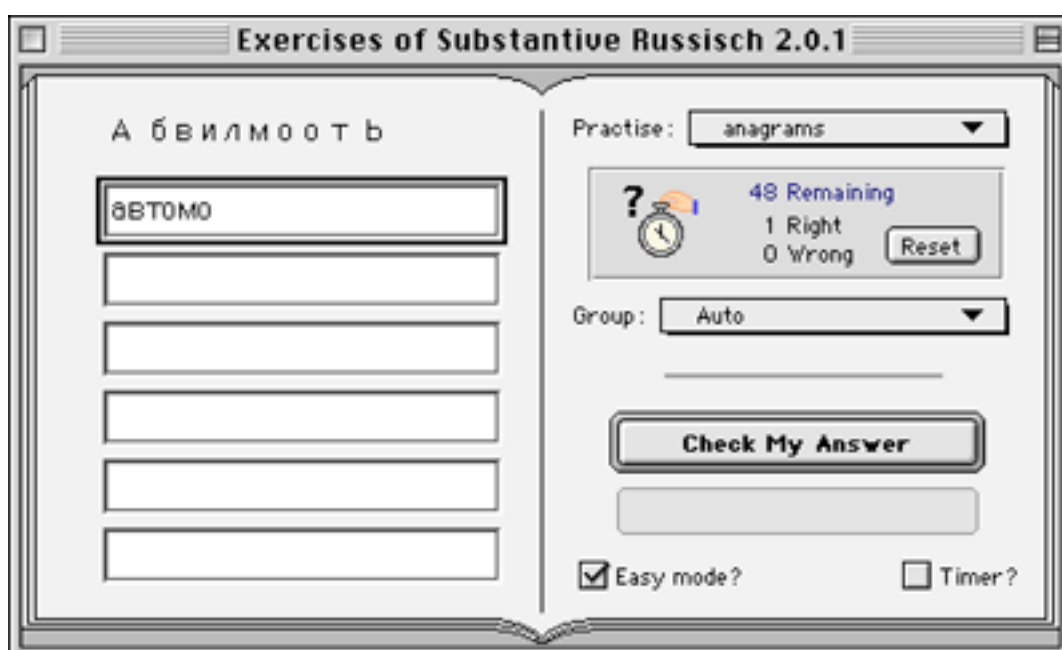 Exercises of Substantive Russisch 2.0.1
А б в и л м о о т ь
автомо
Practise: anagrams
? 48 Remaining
1 Right
0 Wrong
Reset
Group: Auto
Check My Answer
Easy mode?
Timer?